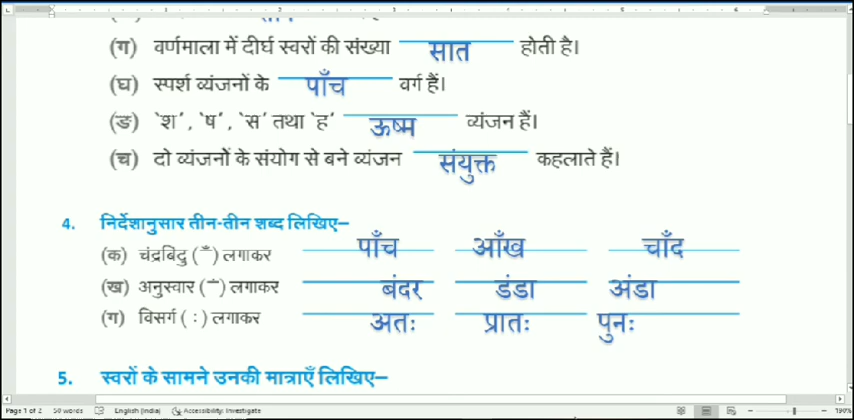 (ग) वर्णमाला में दीर्घ स्वरों की संख्या सात होती है।
(घ) स्पर्श व्यंजनों के पाँच वर्ग हैं।
(ङ) 'श', 'ष', 'स' तथा 'ह' ऊष्म व्यंजन हैं।
(च) दो व्यंजनों के संयोग से बने व्यंजन संयुक्त कहलाते हैं।
4. निर्देशानुसार तीन-तीन शब्द लिखिए–
(क) चंद्रबिंदु ( ँ ) लगाकर पाँच आँख चाँद
(ख) अनुस्वार ( ं ) लगाकर बंदर डंडा अंडा
(ग) विसर्ग ( : ) लगाकर अतः प्रातः पुनः
5. स्वरों के सामने उनकी मात्राएँ लिखिए–
Page 1 of 2 50 words English (India) Accessibility: Investigate 190%